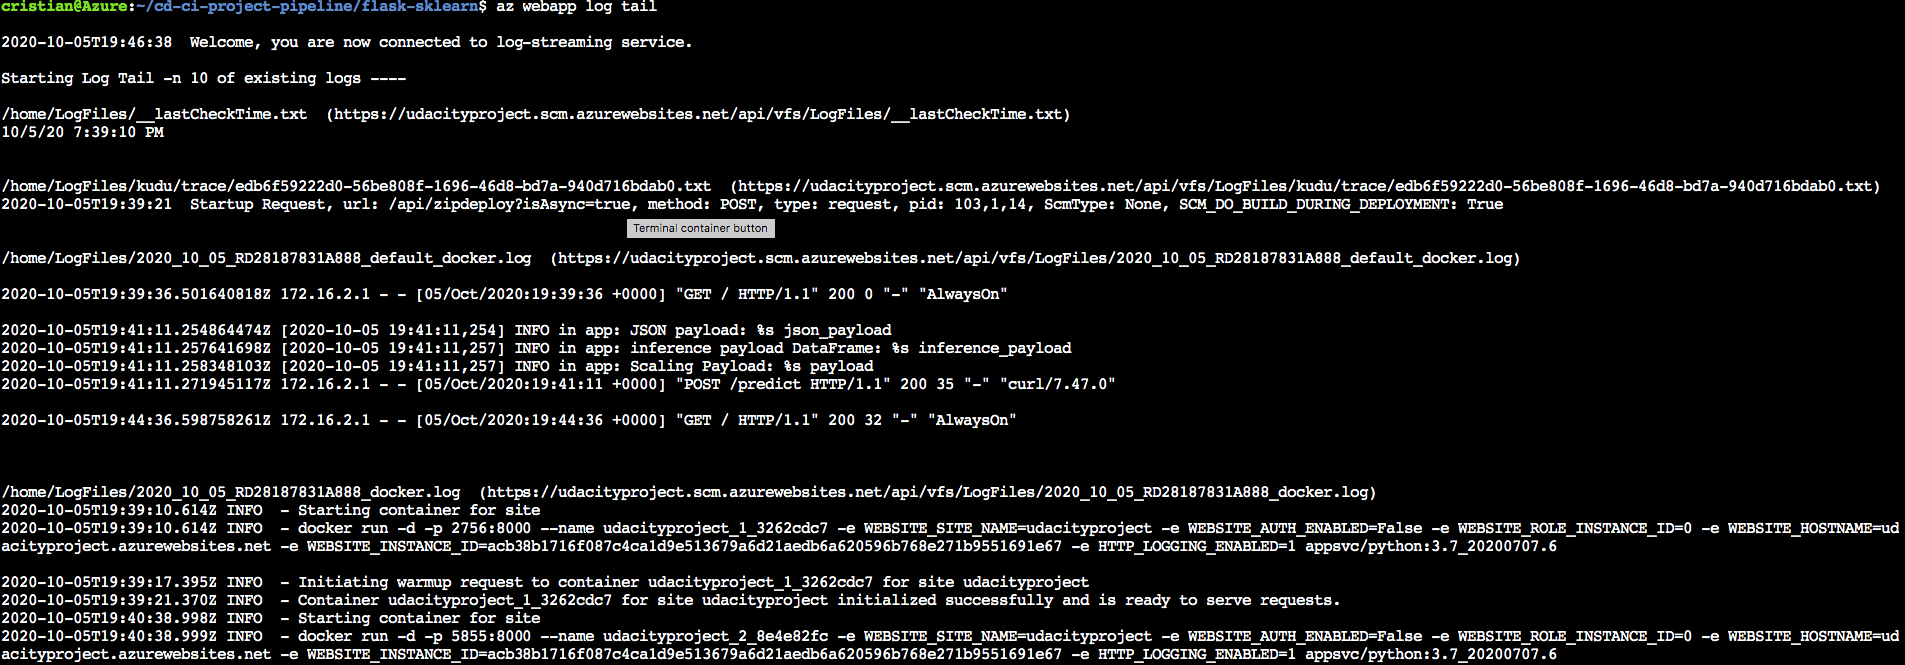 cristian@Azure:~/cd-ci-project-pipeline/flask-sklearn$ az webapp log tail
2020-10-05T19:46:38  Welcome, you are now connected to log-streaming service.
Starting Log Tail -n 10 of existing logs ----
/home/LogFiles/__lastCheckTime.txt  (https://udacityproject.scm.azurewebsites.net/api/vfs/LogFiles/__lastCheckTime.txt)
10/5/20 7:39:10 PM
/home/LogFiles/kudu/trace/edb6f59222d0-56be808f-1696-46d8-bd7a-940d716bdab0.txt  (https://udacityproject.scm.azurewebsites.net/api/vfs/LogFiles/kudu/trace/edb6f59222d0-56be808f-1696-46d8-bd7a-940d716bdab0.txt)
2020-10-05T19:39:21  Startup Request, url: /api/zipdeploy?isAsync=true, method: POST, type: request, pid: 103,1,14, ScmType: None, SCM_DO_BUILD_DURING_DEPLOYMENT: True
Terminal container button
/home/LogFiles/2020_10_05_RD28187831A888_default_docker.log  (https://udacityproject.scm.azurewebsites.net/api/vfs/LogFiles/2020_10_05_RD28187831A888_default_docker.log)
2020-10-05T19:39:36.501640818Z 172.16.2.1 - - [05/Oct/2020:19:39:36 +0000] "GET / HTTP/1.1" 200 0 "-" "AlwaysOn"
2020-10-05T19:41:11.254864474Z [2020-10-05 19:41:11,254] INFO in app: JSON payload: %s json_payload
2020-10-05T19:41:11.257641698Z [2020-10-05 19:41:11,257] INFO in app: inference payload DataFrame: %s inference_payload
2020-10-05T19:41:11.258348103Z [2020-10-05 19:41:11,257] INFO in app: Scaling Payload: %s payload
2020-10-05T19:41:11.271945117Z 172.16.2.1 - - [05/Oct/2020:19:41:11 +0000] "POST /predict HTTP/1.1" 200 35 "-" "curl/7.47.0"
2020-10-05T19:44:36.598758261Z 172.16.2.1 - - [05/Oct/2020:19:44:36 +0000] "GET / HTTP/1.1" 200 32 "-" "AlwaysOn"
/home/LogFiles/2020_10_05_RD28187831A888_docker.log  (https://udacityproject.scm.azurewebsites.net/api/vfs/LogFiles/2020_10_05_RD28187831A888_docker.log)
2020-10-05T19:39:10.614Z INFO  - Starting container for site
2020-10-05T19:39:10.614Z INFO  - docker run -d -p 2756:8000 --name udacityproject_1_3262cdc7 -e WEBSITE_SITE_NAME=udacityproject -e WEBSITE_AUTH_ENABLED=False -e WEBSITE_ROLE_INSTANCE_ID=0 -e WEBSITE_HOSTNAME=ud
acityproject.azurewebsites.net -e WEBSITE_INSTANCE_ID=acb38b1716f087c4ca1d9e513679a6d21aedb6a620596b768e271b9551691e67 -e HTTP_LOGGING_ENABLED=1 appsvc/python:3.7_20200707.6
2020-10-05T19:39:17.395Z INFO  - Initiating warmup request to container udacityproject_1_3262cdc7 for site udacityproject
2020-10-05T19:39:21.370Z INFO  - Container udacityproject_1_3262cdc7 for site udacityproject initialized successfully and is ready to serve requests.
2020-10-05T19:40:38.998Z INFO  - Starting container for site
2020-10-05T19:40:38.999Z INFO  - docker run -d -p 5855:8000 --name udacityproject_2_8e4e82fc -e WEBSITE_SITE_NAME=udacityproject -e WEBSITE_AUTH_ENABLED=False -e WEBSITE_ROLE_INSTANCE_ID=0 -e WEBSITE_HOSTNAME=ud
acityproject.azurewebsites.net -e WEBSITE_INSTANCE_ID=acb38b1716f087c4ca1d9e513679a6d21aedb6a620596b768e271b9551691e67 -e HTTP_LOGGING_ENABLED=1 appsvc/python:3.7_20200707.6